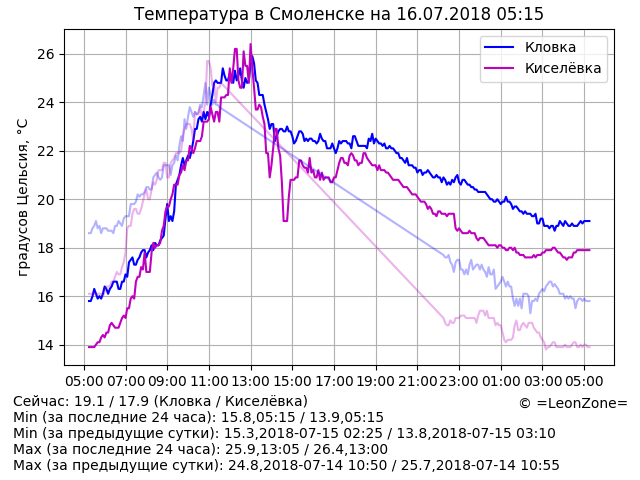 Температура в Смоленске на 16.07.2018 05:15
градусов Цельсия, °C
26
24
22
20
18
16
14
Кловка
Киселёвка
05:00 07:00 09:00 11:00 13:00 15:00 17:00 19:00 21:00 23:00 01:00 03:00 05:00
Сейчас: 19.1 / 17.9 (Кловка / Киселёвка)
© =LeonZone=
Min (за последние 24 часа): 15.8,05:15 / 13.9,05:15
Min (за предыдущие сутки): 15.3,2018-07-15 02:25 / 13.8,2018-07-15 03:10
Max (за последние 24 часа): 25.9,13:05 / 26.4,13:00
Max (за предыдущие сутки): 24.8,2018-07-14 10:50 / 25.7,2018-07-14 10:55